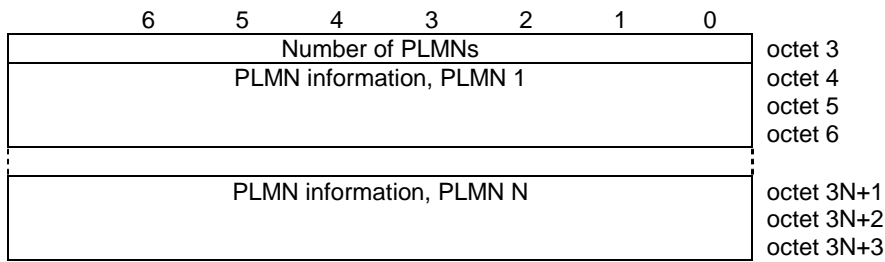 6 5 4 3 2 1 0
Number of PLMNs octet 3
PLMN information, PLMN 1 octet 4
octet 5
octet 6
PLMN information, PLMN N octet 3N+1
octet 3N+2
octet 3N+3